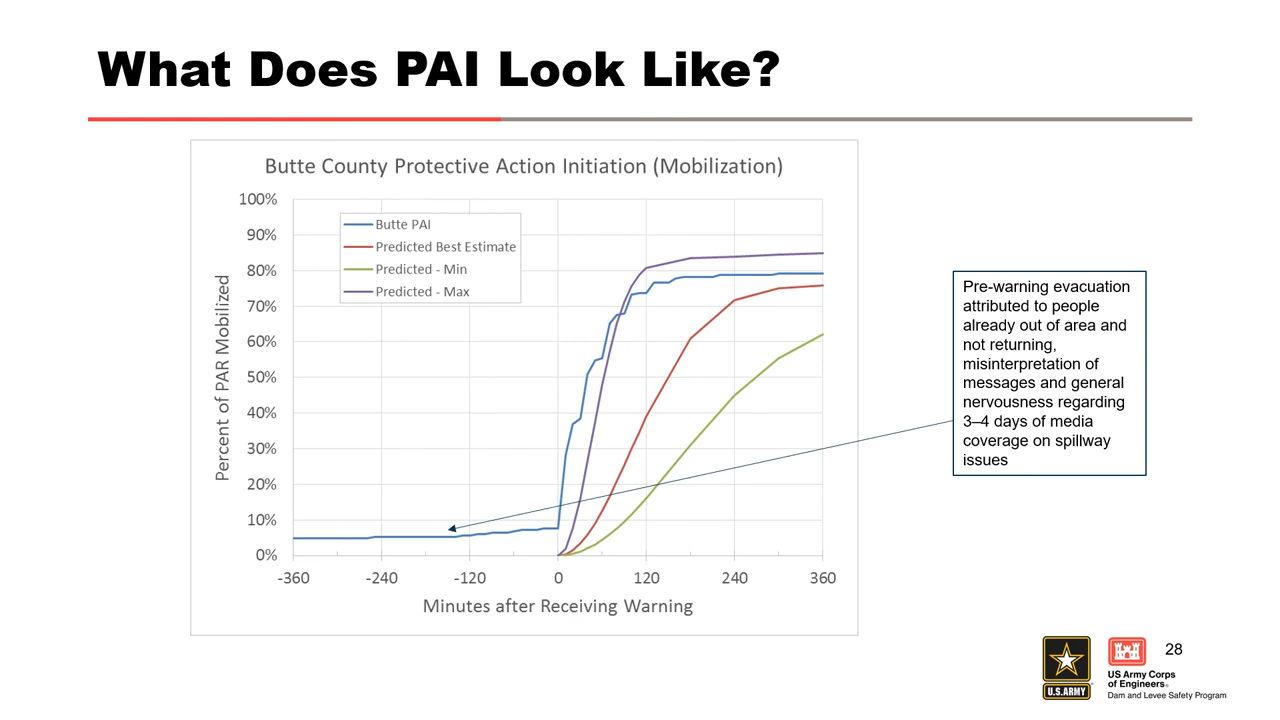 What Does PAI Look Like?
Butte County Protective Action Initiation (Mobilization)
100%
90%
80%
70%
60%
50%
40%
30%
20%
10%
0%
Percent of PAR Mobilized
Butte PAI
Predicted Best Estimate
Predicted - Min
Predicted - Max
-360 -240 -120 0 120 240 360
Minutes after Receiving Warning
Pre-warning evacuation
attributed to people
already out of area and
not returning,
misinterpretation of
messages and general
nervousness regarding
3–4 days of media
coverage on spillway
issues
28
U.S.ARMY
US Army Corps
of Engineers®
Dam and Levee Safety Program